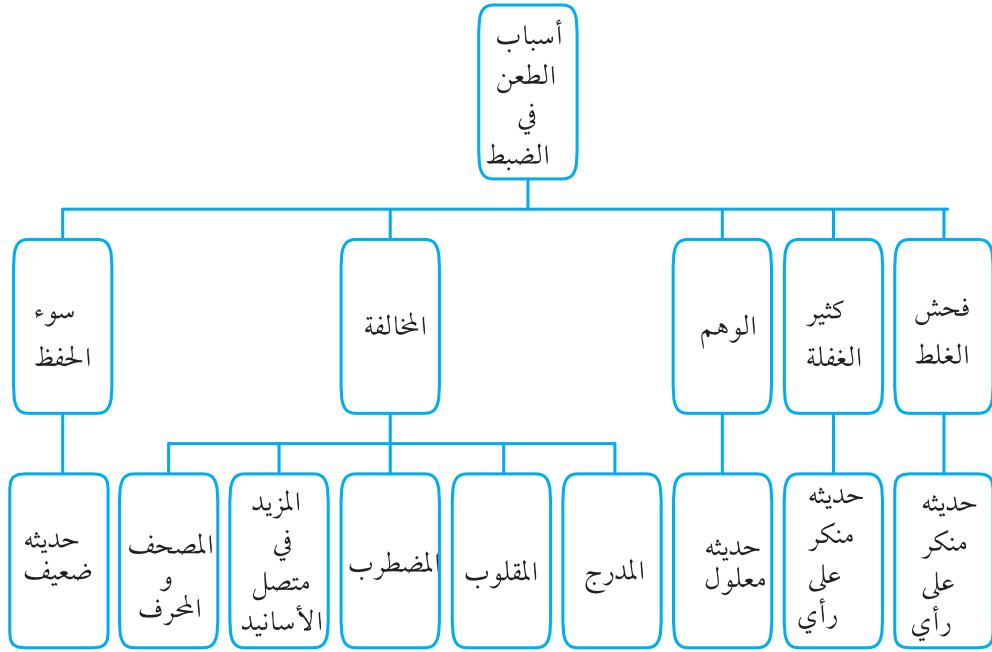 أسباب
الطعن
في
الضبط
فحش
الغلط
كثير
الغفلة
الوهم
المخالفة
سوء
الحفظ
حديثه
منكر
على
رأي
حديثه
منكر
على
رأي
حديثه
معلول
المدرج
المقلوب
المضطرب
المزيد
في
متصل
الأسانيد
المصحف
و
المحرف
حديثه
ضعيف